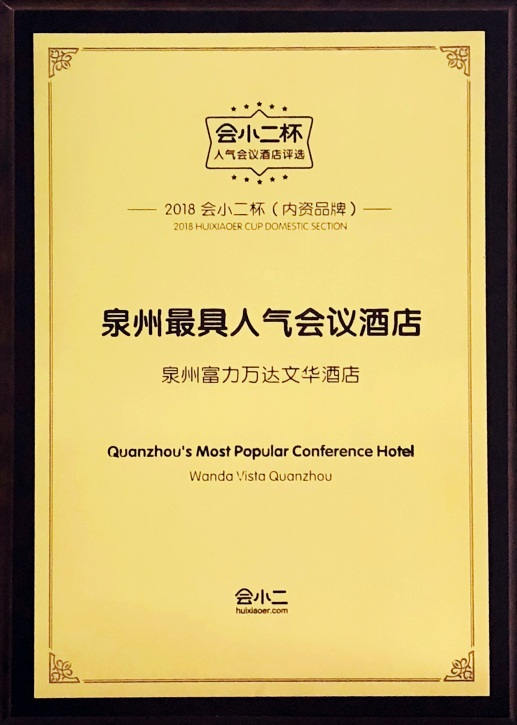 会小二杯
人气会议酒店评选
2018 会小二杯（内资品牌）
2018 HUIXIAOER CUP DOMESTIC SECTION
泉州最具人气会议酒店
泉州富力万达文华酒店
Quanzhou's Most Popular Conference Hotel
Wanda Vista Quanzhou
会小二
huixiaoer.com